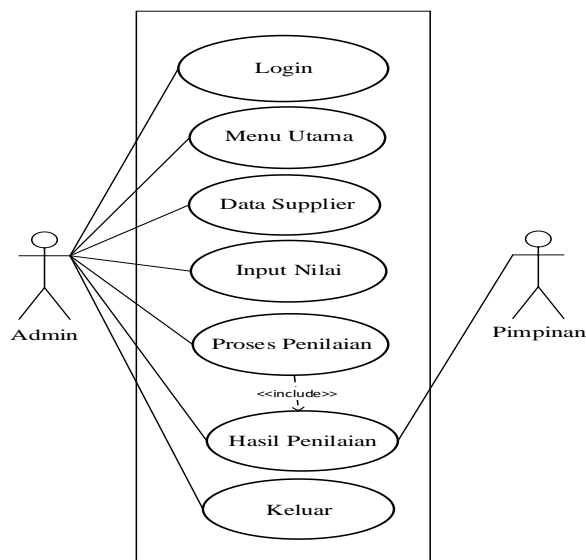 Login
Menu Utama
Data Supplier
Input Nilai
Admin
Pimpinan
Proses Penilaian
<<include>>
Hasil Penilaian
Keluar